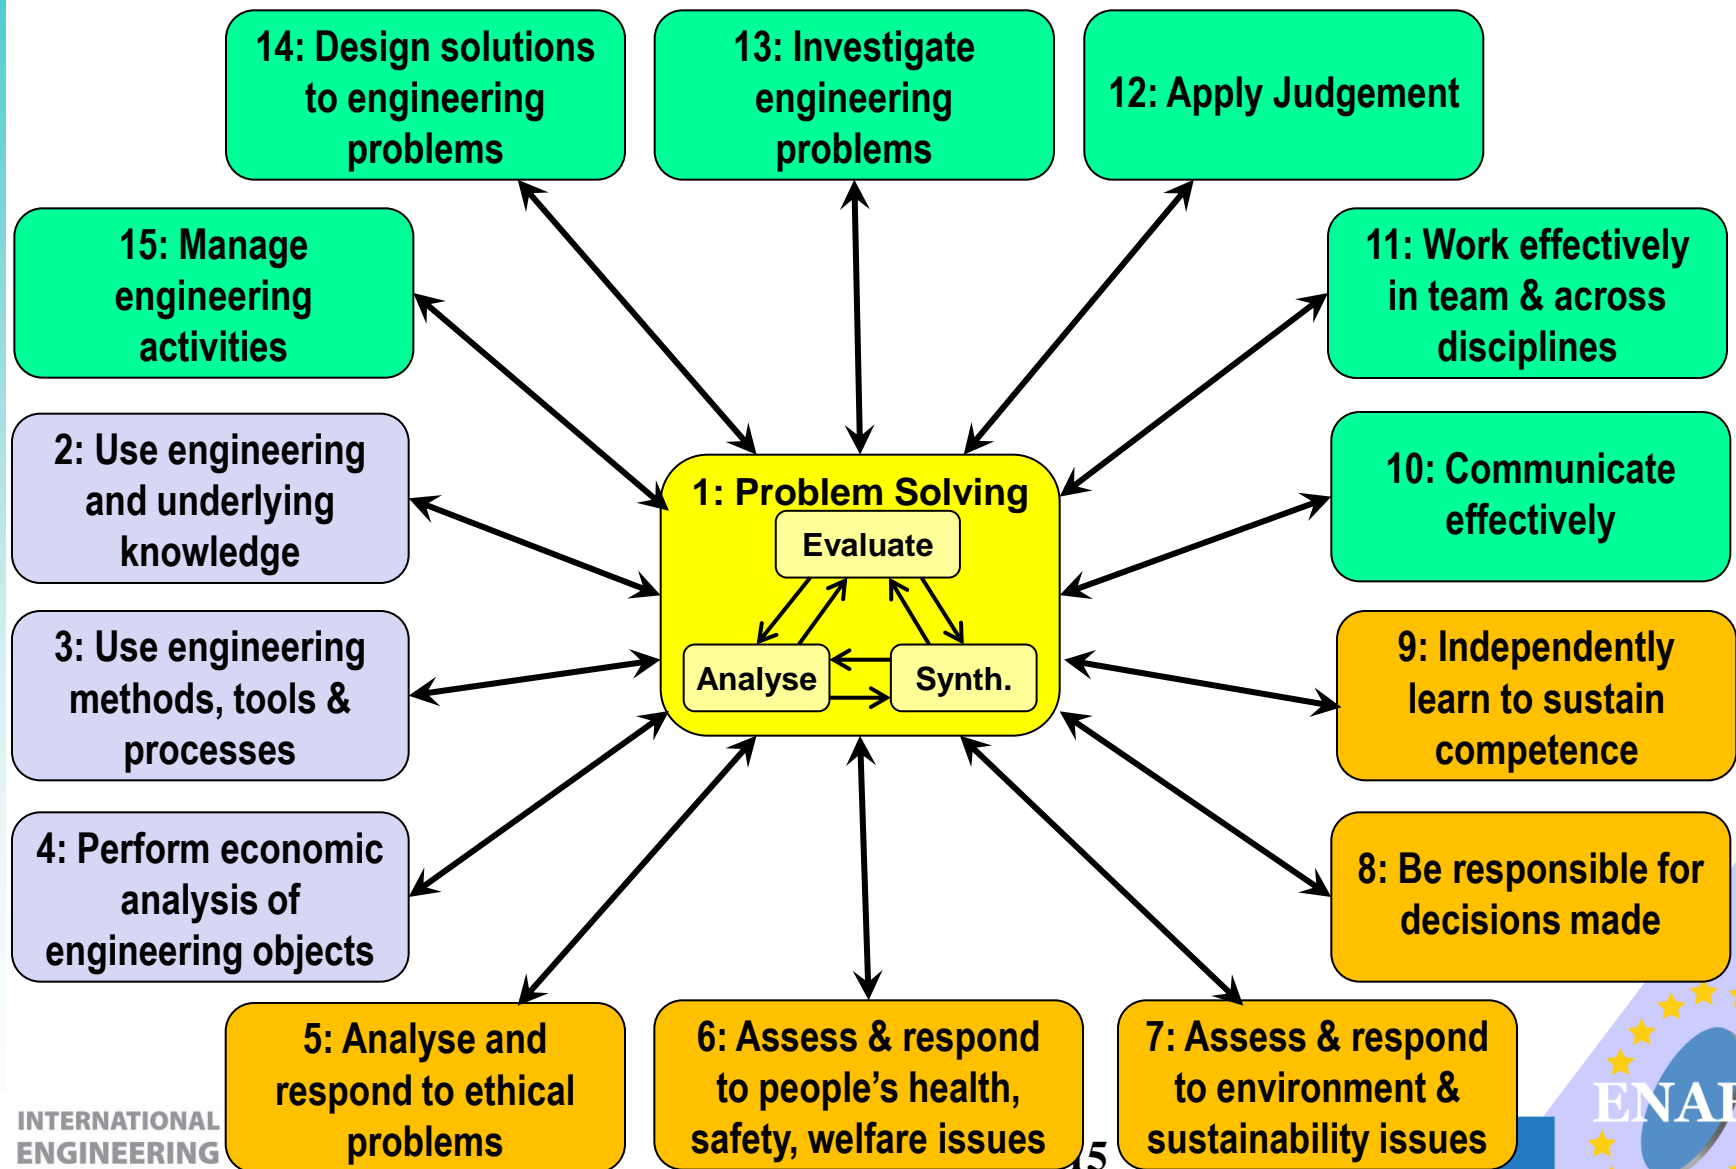 14: Design solutions
to engineering
problems
13: Investigate
engineering
problems
12: Apply Judgement
15: Manage
engineering
activities
11: Work effectively
in team & across
disciplines
2: Use engineering
and underlying
knowledge
1: Problem Solving
Evaluate
Analyse
Synth.
10: Communicate
effectively
3: Use engineering
methods, tools &
processes
9: Independently
learn to sustain
competence
4: Perform economic
analysis of
engineering objects
8: Be responsible for
decisions made
5: Analyse and
respond to ethical
problems
6: Assess & respond
to people’s health,
safety, welfare issues
7: Assess & respond
to environment &
sustainability issues
INTERNATIONAL
ENGINEERING